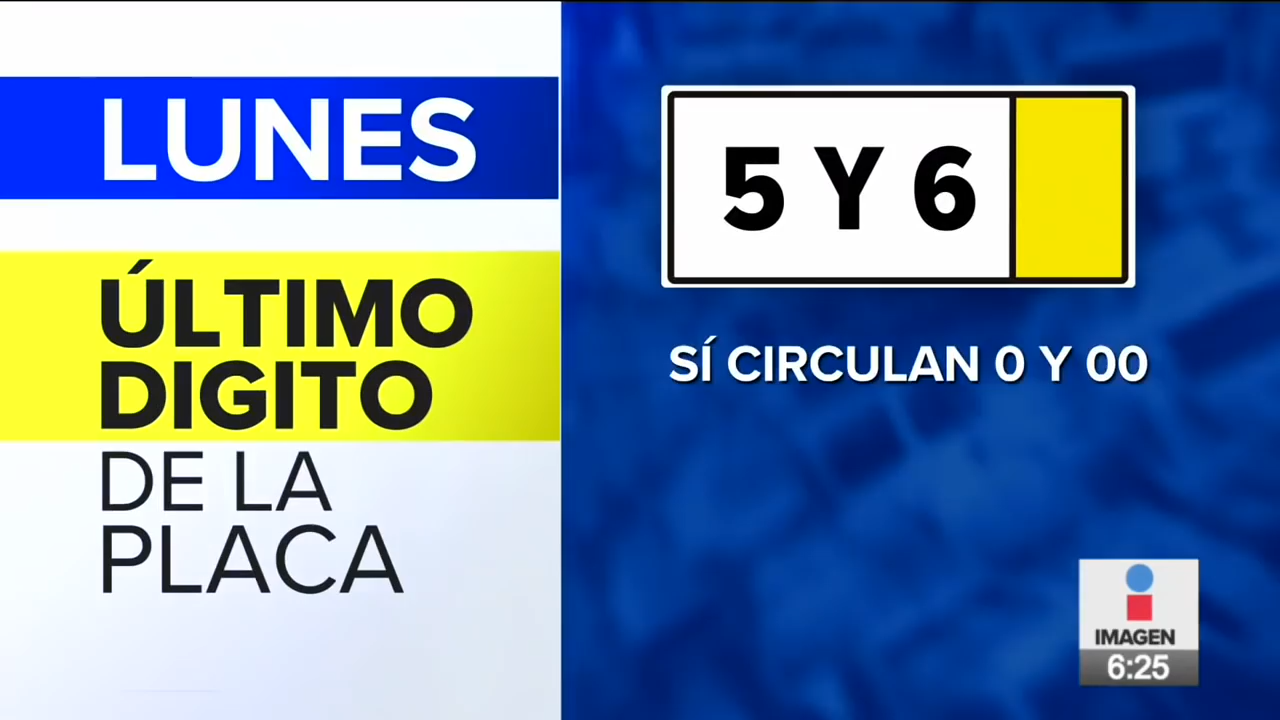 LUNES
ÚLTIMO
DIGITO
DE LA
PLACA
5 Y 6
SÍ CIRCULAN 0 Y 00
IMAGEN
6:25